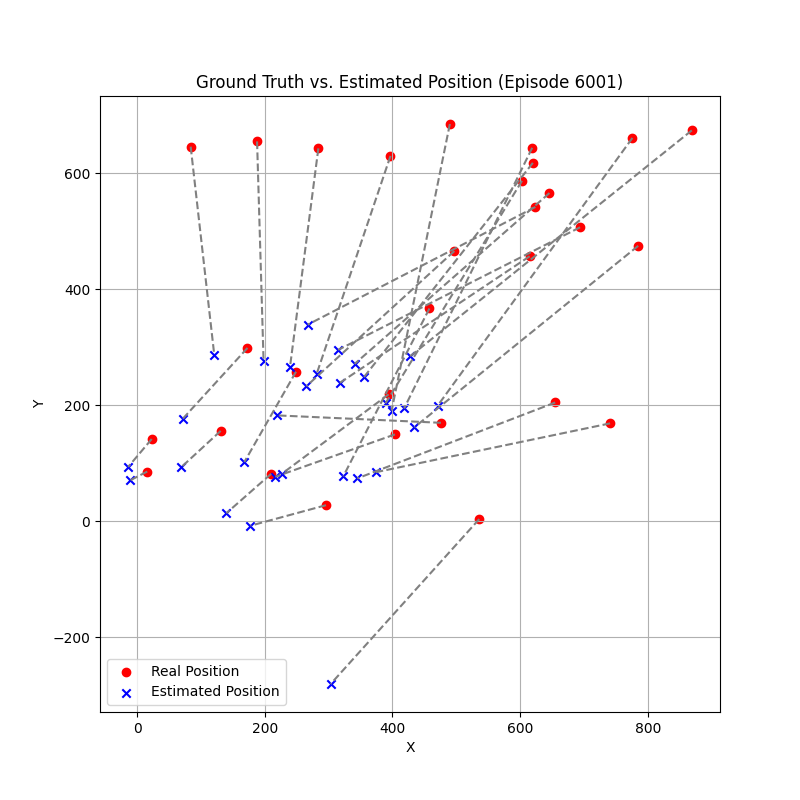 Ground Truth vs. Estimated Position (Episode 6001)
600
400
200
0
−200
Y
0 200 400 600 800
X
Real Position
Estimated Position